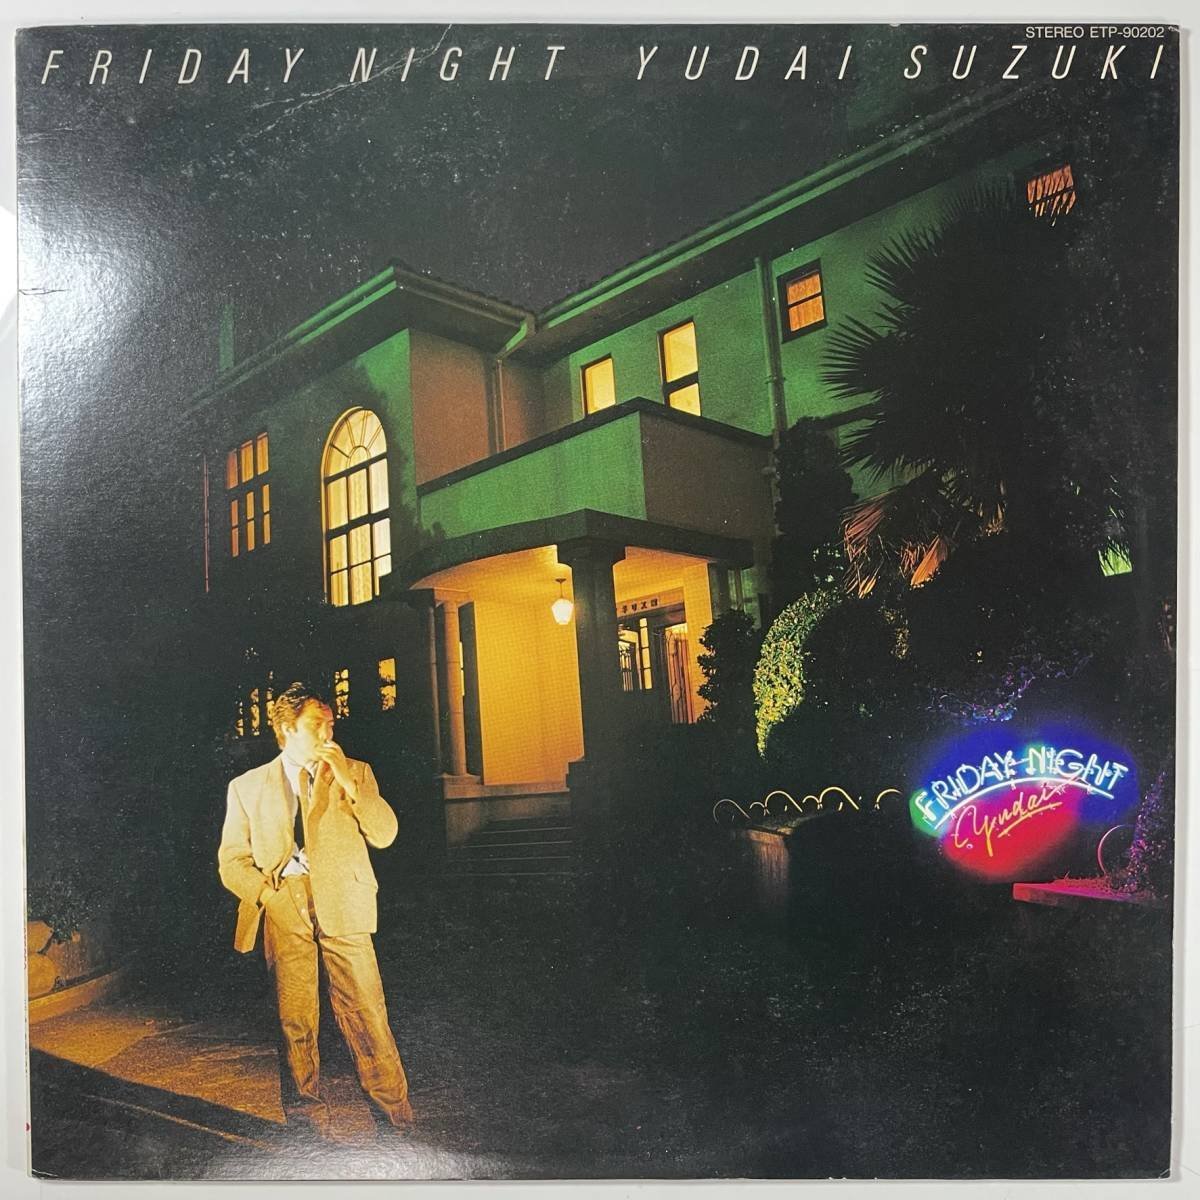 STEREO ETP-90202
FRIDAY NIGHT YUDAI SUZUKI
FRIDAY NIGHT
Yudai